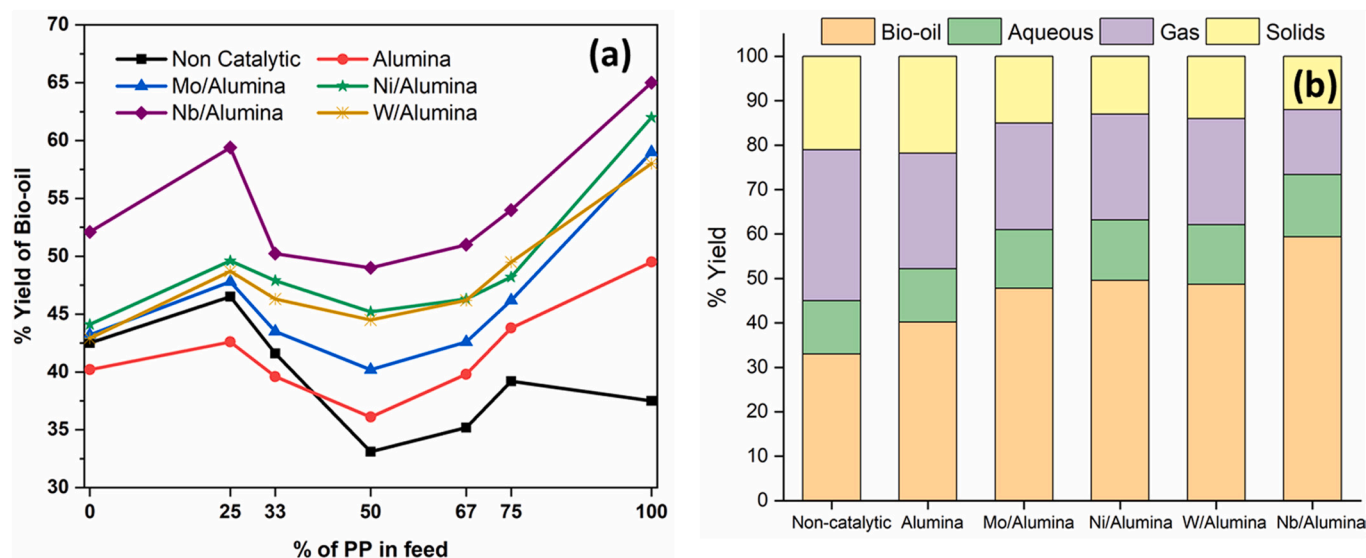 (a)
Non Catalytic Alumina
Mo/Alumina Ni/Alumina
Nb/Alumina W/Alumina
% Yield of Bio-oil
70
65
60
55
50
45
40
35
30
0 25 33 50 67 75 100
% of PP in feed
Bio-oil Aqueous Gas Solids
(b)
% Yield
100
90
80
70
60
50
40
30
20
10
0
Non-catalytic Alumina Mo/Alumina Ni/Alumina W/Alumina Nb/Alumina